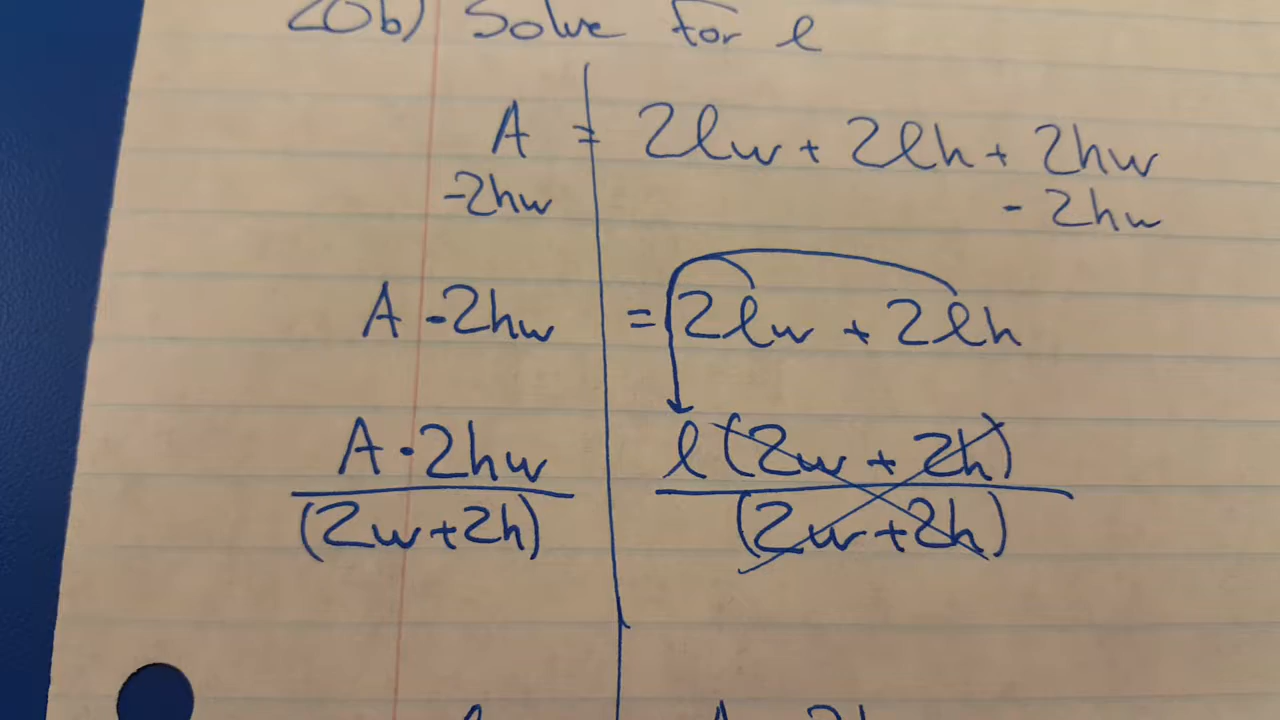 20b) Solve for l
A = 2lw + 2lh + 2hw
-2hw - 2hw
A - 2hw = 2lw + 2lh
A - 2hw l (2w + 2h)
(2w+2h) (2w+2h)